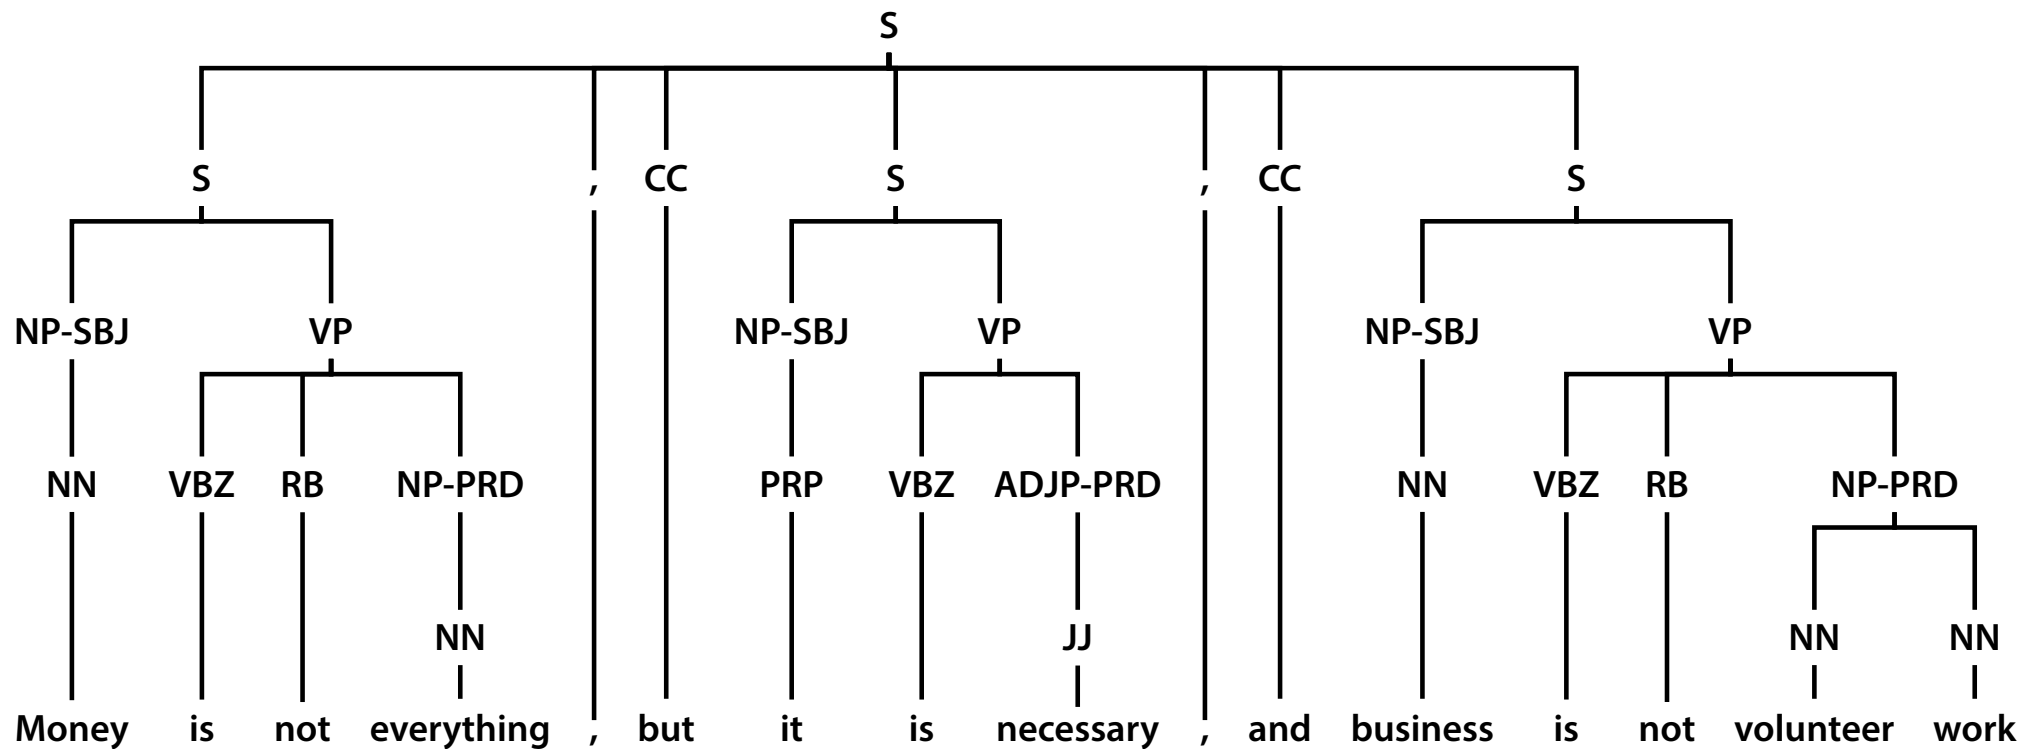 S
S , CC S , CC S
NP-SBJ VP NP-SBJ VP NP-SBJ VP
NN VBZ RB NP-PRD PRP VBZ ADJP-PRD NN VBZ RB NP-PRD
NN JJ NN NN
Money is not everything , but it is necessary , and business is not volunteer work